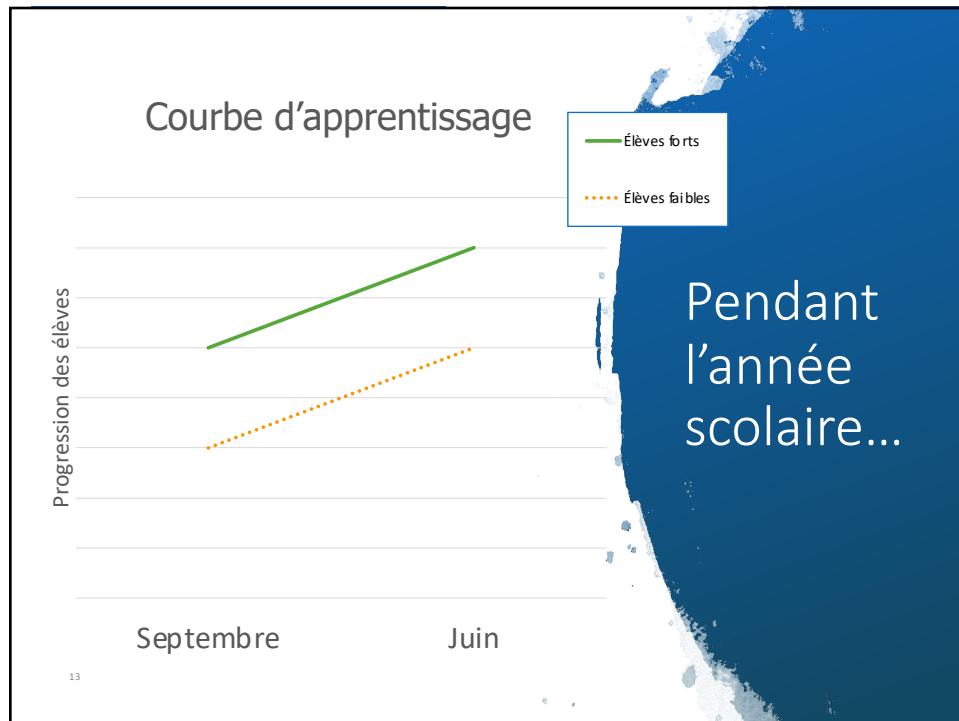 Courbe d’apprentissage
Élèves forts
Élèves faibles
Progression des élèves
Septembre
Juin
Pendant
l’année
scolaire…
13